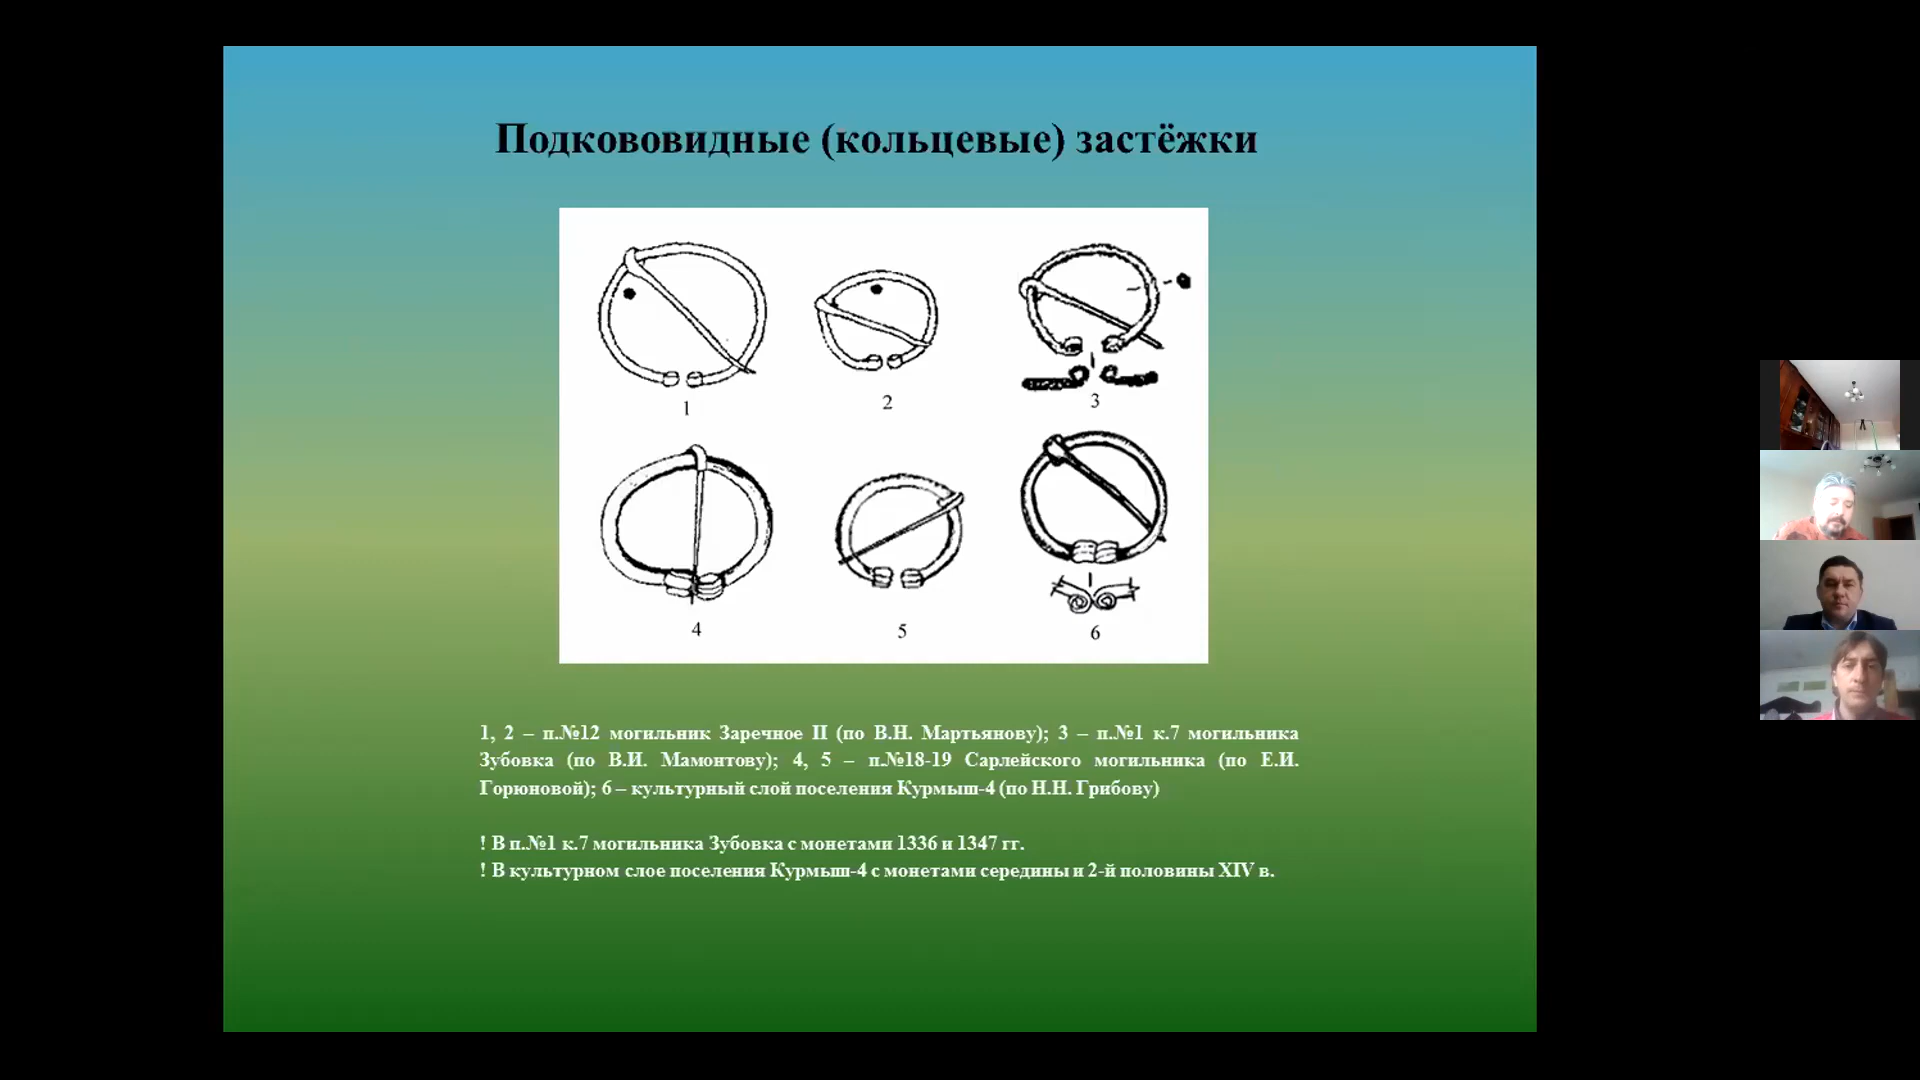 Подкововидные (кольцевые) застёжки
1
2
3
4
5
6
1, 2 – п.№12 могильник Заречное II (по В.Н. Мартьянову); 3 – п.№1 к.7 могильника
Зубовка (по В.И. Мамонтову); 4, 5 – п.№18-19 Сарлейского могильника (по Е.И.
Горюновой); 6 – культурный слой поселения Курмыш-4 (по Н.Н. Грибову)
! В п.№1 к.7 могильника Зубовка с монетами 1336 и 1347 гг.
! В культурном слое поселения Курмыш-4 с монетами середины и 2-й половины XIV в.